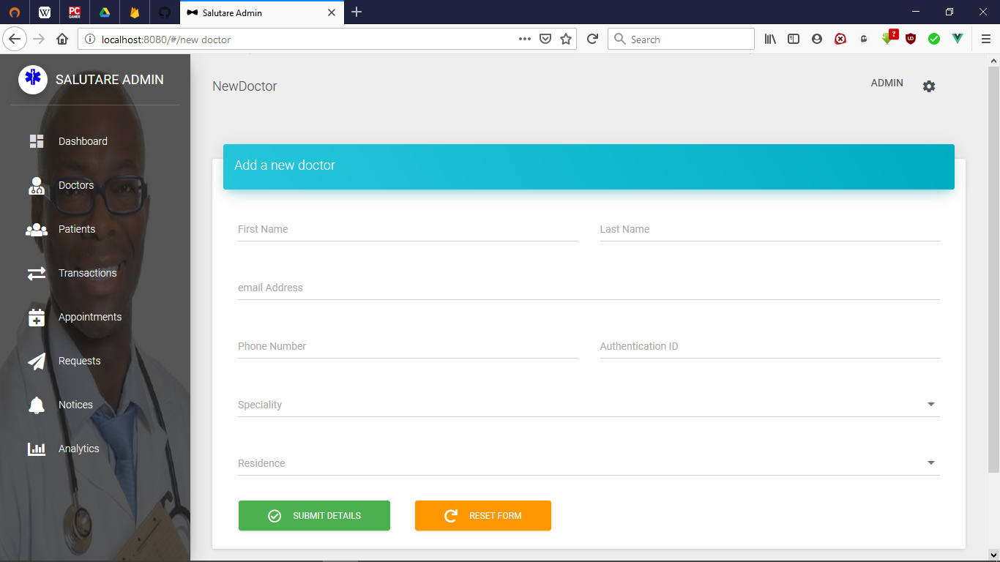 W
PC
GAMER
Salutare Admin
localhost:8080/#/new doctor
Search
?
SALUTARE ADMIN
NewDoctor
ADMIN
Dashboard
Doctors
Patients
Transactions
Appointments
Requests
Notices
Analytics
Add a new doctor
First Name
Last Name
email Address
Phone Number
Authentication ID
Speciality
Residence
SUBMIT DETAILS
RESET FORM